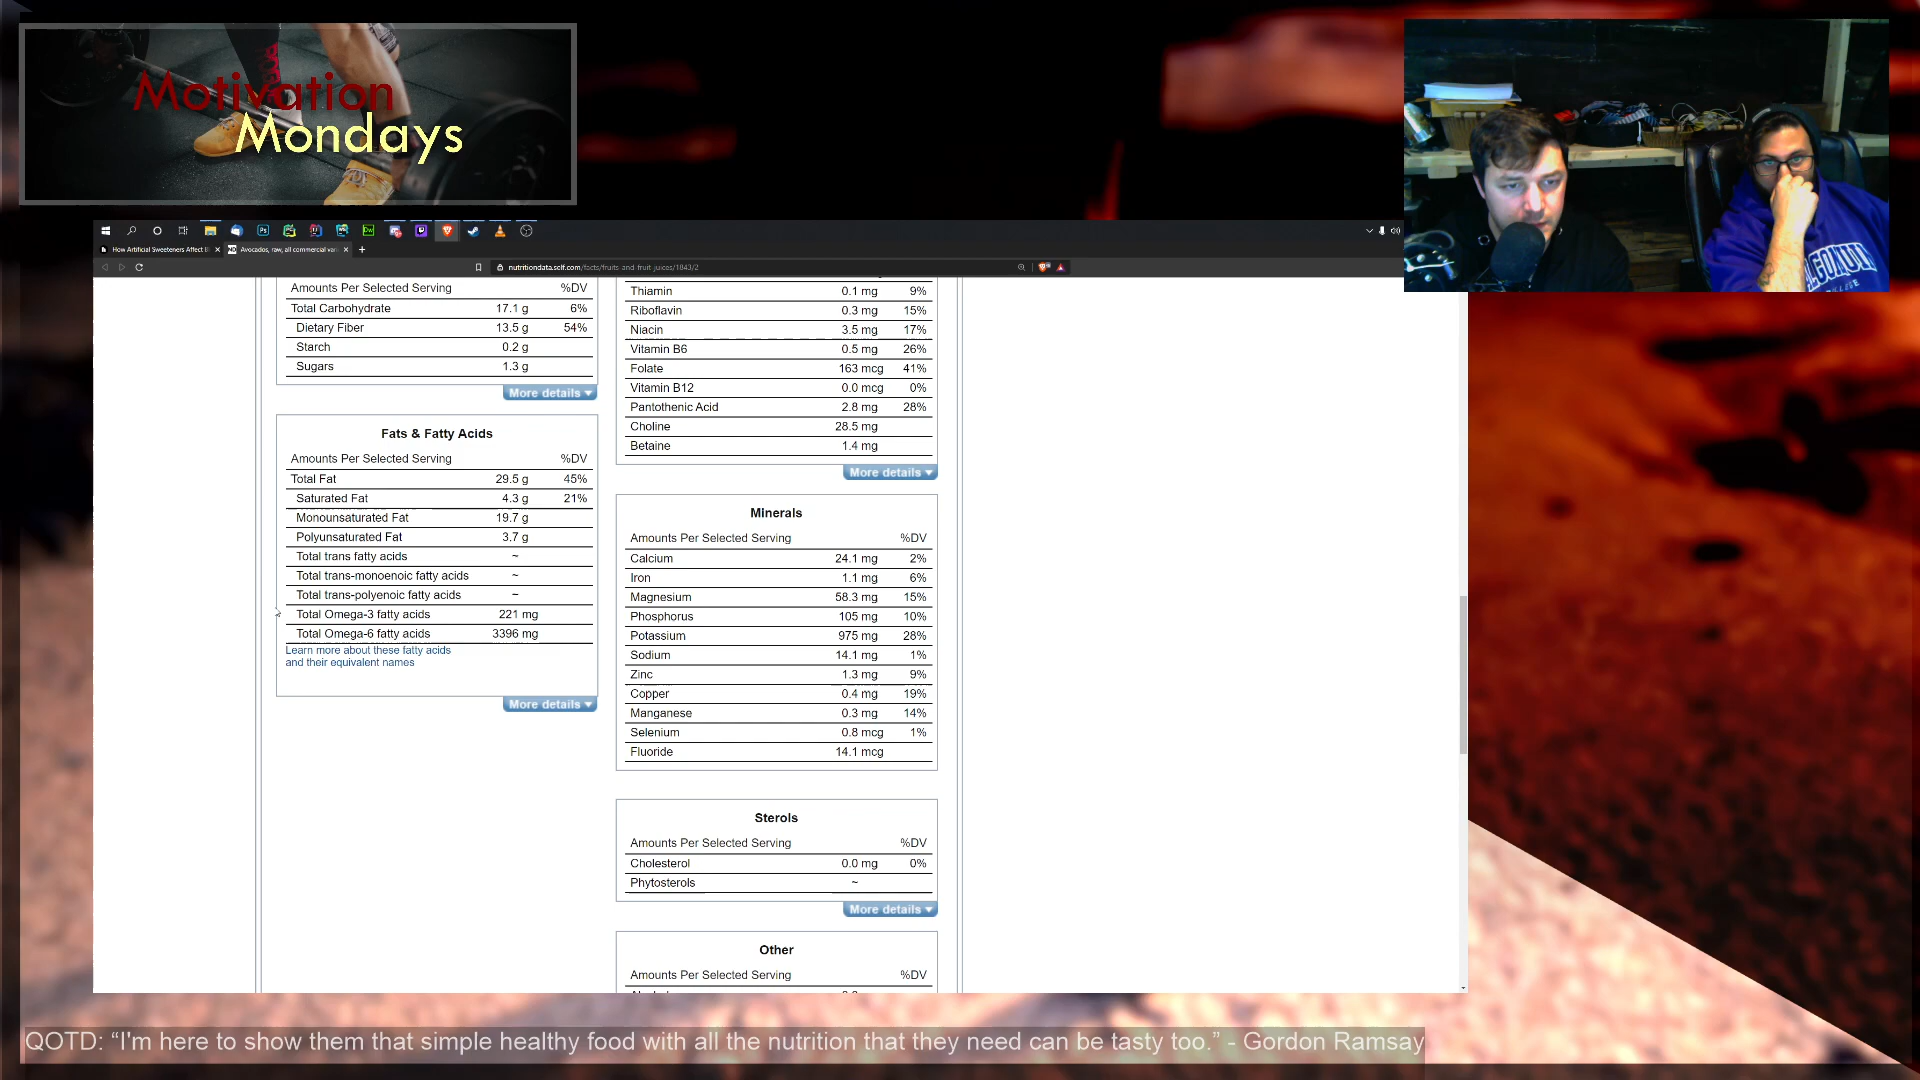 Motivation
Mondays
How Artificial Sweeteners Affect B
Avocados, raw, all commercial var
nutritiondata.self.com/facts/fruits-and-fruit-juices/1843/2
Amounts Per Selected Serving %DV
Total Carbohydrate 17.1 g 6%
Dietary Fiber 13.5 g 54%
Starch 0.2 g
Sugars 1.3 g
More details
Fats & Fatty Acids
Amounts Per Selected Serving %DV
Total Fat 29.5 g 45%
Saturated Fat 4.3 g 21%
Monounsaturated Fat 19.7 g
Polyunsaturated Fat 3.7 g
Total trans fatty acids ~
Total trans-monoenoic fatty acids ~
Total trans-polyenoic fatty acids ~
Total Omega-3 fatty acids 221 mg
Total Omega-6 fatty acids 3396 mg
Learn more about these fatty acids
and their equivalent names
More details
Thiamin 0.1 mg 9%
Riboflavin 0.3 mg 15%
Niacin 3.5 mg 17%
Vitamin B6 0.5 mg 26%
Folate 163 mcg 41%
Vitamin B12 0.0 mcg 0%
Pantothenic Acid 2.8 mg 28%
Choline 28.5 mg
Betaine 1.4 mg
More details
Minerals
Amounts Per Selected Serving %DV
Calcium 24.1 mg 2%
Iron 1.1 mg 6%
Magnesium 58.3 mg 15%
Phosphorus 105 mg 10%
Potassium 975 mg 28%
Sodium 14.1 mg 1%
Zinc 1.3 mg 9%
Copper 0.4 mg 19%
Manganese 0.3 mg 14%
Selenium 0.8 mcg 1%
Fluoride 14.1 mcg
Sterols
Amounts Per Selected Serving %DV
Cholesterol 0.0 mg 0%
Phytosterols ~
More details
Other
Amounts Per Selected Serving %DV
QOTD: “I'm here to show them that simple healthy food with all the nutrition that they need can be tasty too.” - Gordon Ramsay